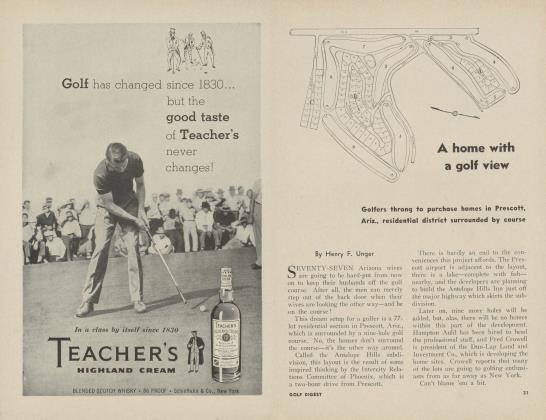 Golf has changed since 1830...
but the
good taste
of Teacher's
never
changes!
In a class by itself since 1830
TEACHER'S
HIGHLAND CREAM
BLENDED SCOTCH WHISKY • 86 PROOF • Schieffelin & Co., New York
TEACHER'S
A home with
a golf view
Golfers throng to purchase homes in Prescott,
Ariz., residential district surrounded by course
By Henry F. Unger
SEVENTY-SEVEN Arizona wives
are going to be hard-put from now
on to keep their husbands off the golf
course. After all, the men can merely
step out of the back door when their
wives are looking the other way—and be
on the course!
This dream setup for golfer is a 77-
lot residential section in Prescott, Ariz.,
which is surrounded by a nine-hole golf
course. No, the homes don't surround
the course—it's the other way around.
Called the Antelope Hills subdi-
vision, this layout is the result of some
inspired thinking by the Intercity Rela-
tions Committee of Phoenix, which is
a two-hour drive from Prescott.
There is hardly an end to the con-
veniences this project affords. The Pres-
cott airport is adjacent to the layout,
there is a lake—complete with fish—
nearby, and the developers are planning
to build the Antelope Hills Inn just off
the major highway which skirts the sub-
division.
Later on, nine more holes will be
added, but, alas, there will be no homes
within this part of the development.
Hampton Auld has been hired to head
the professional staff, and Fred Crowell
is president of the Dun-Lap Land and
Investment Co., which is developing the
home sites. Crowell reports that many
of the lots are going to golfing enthusi-
asts from as far away as New York.
Can't blame 'em a bit.
GOLF DIGEST
31